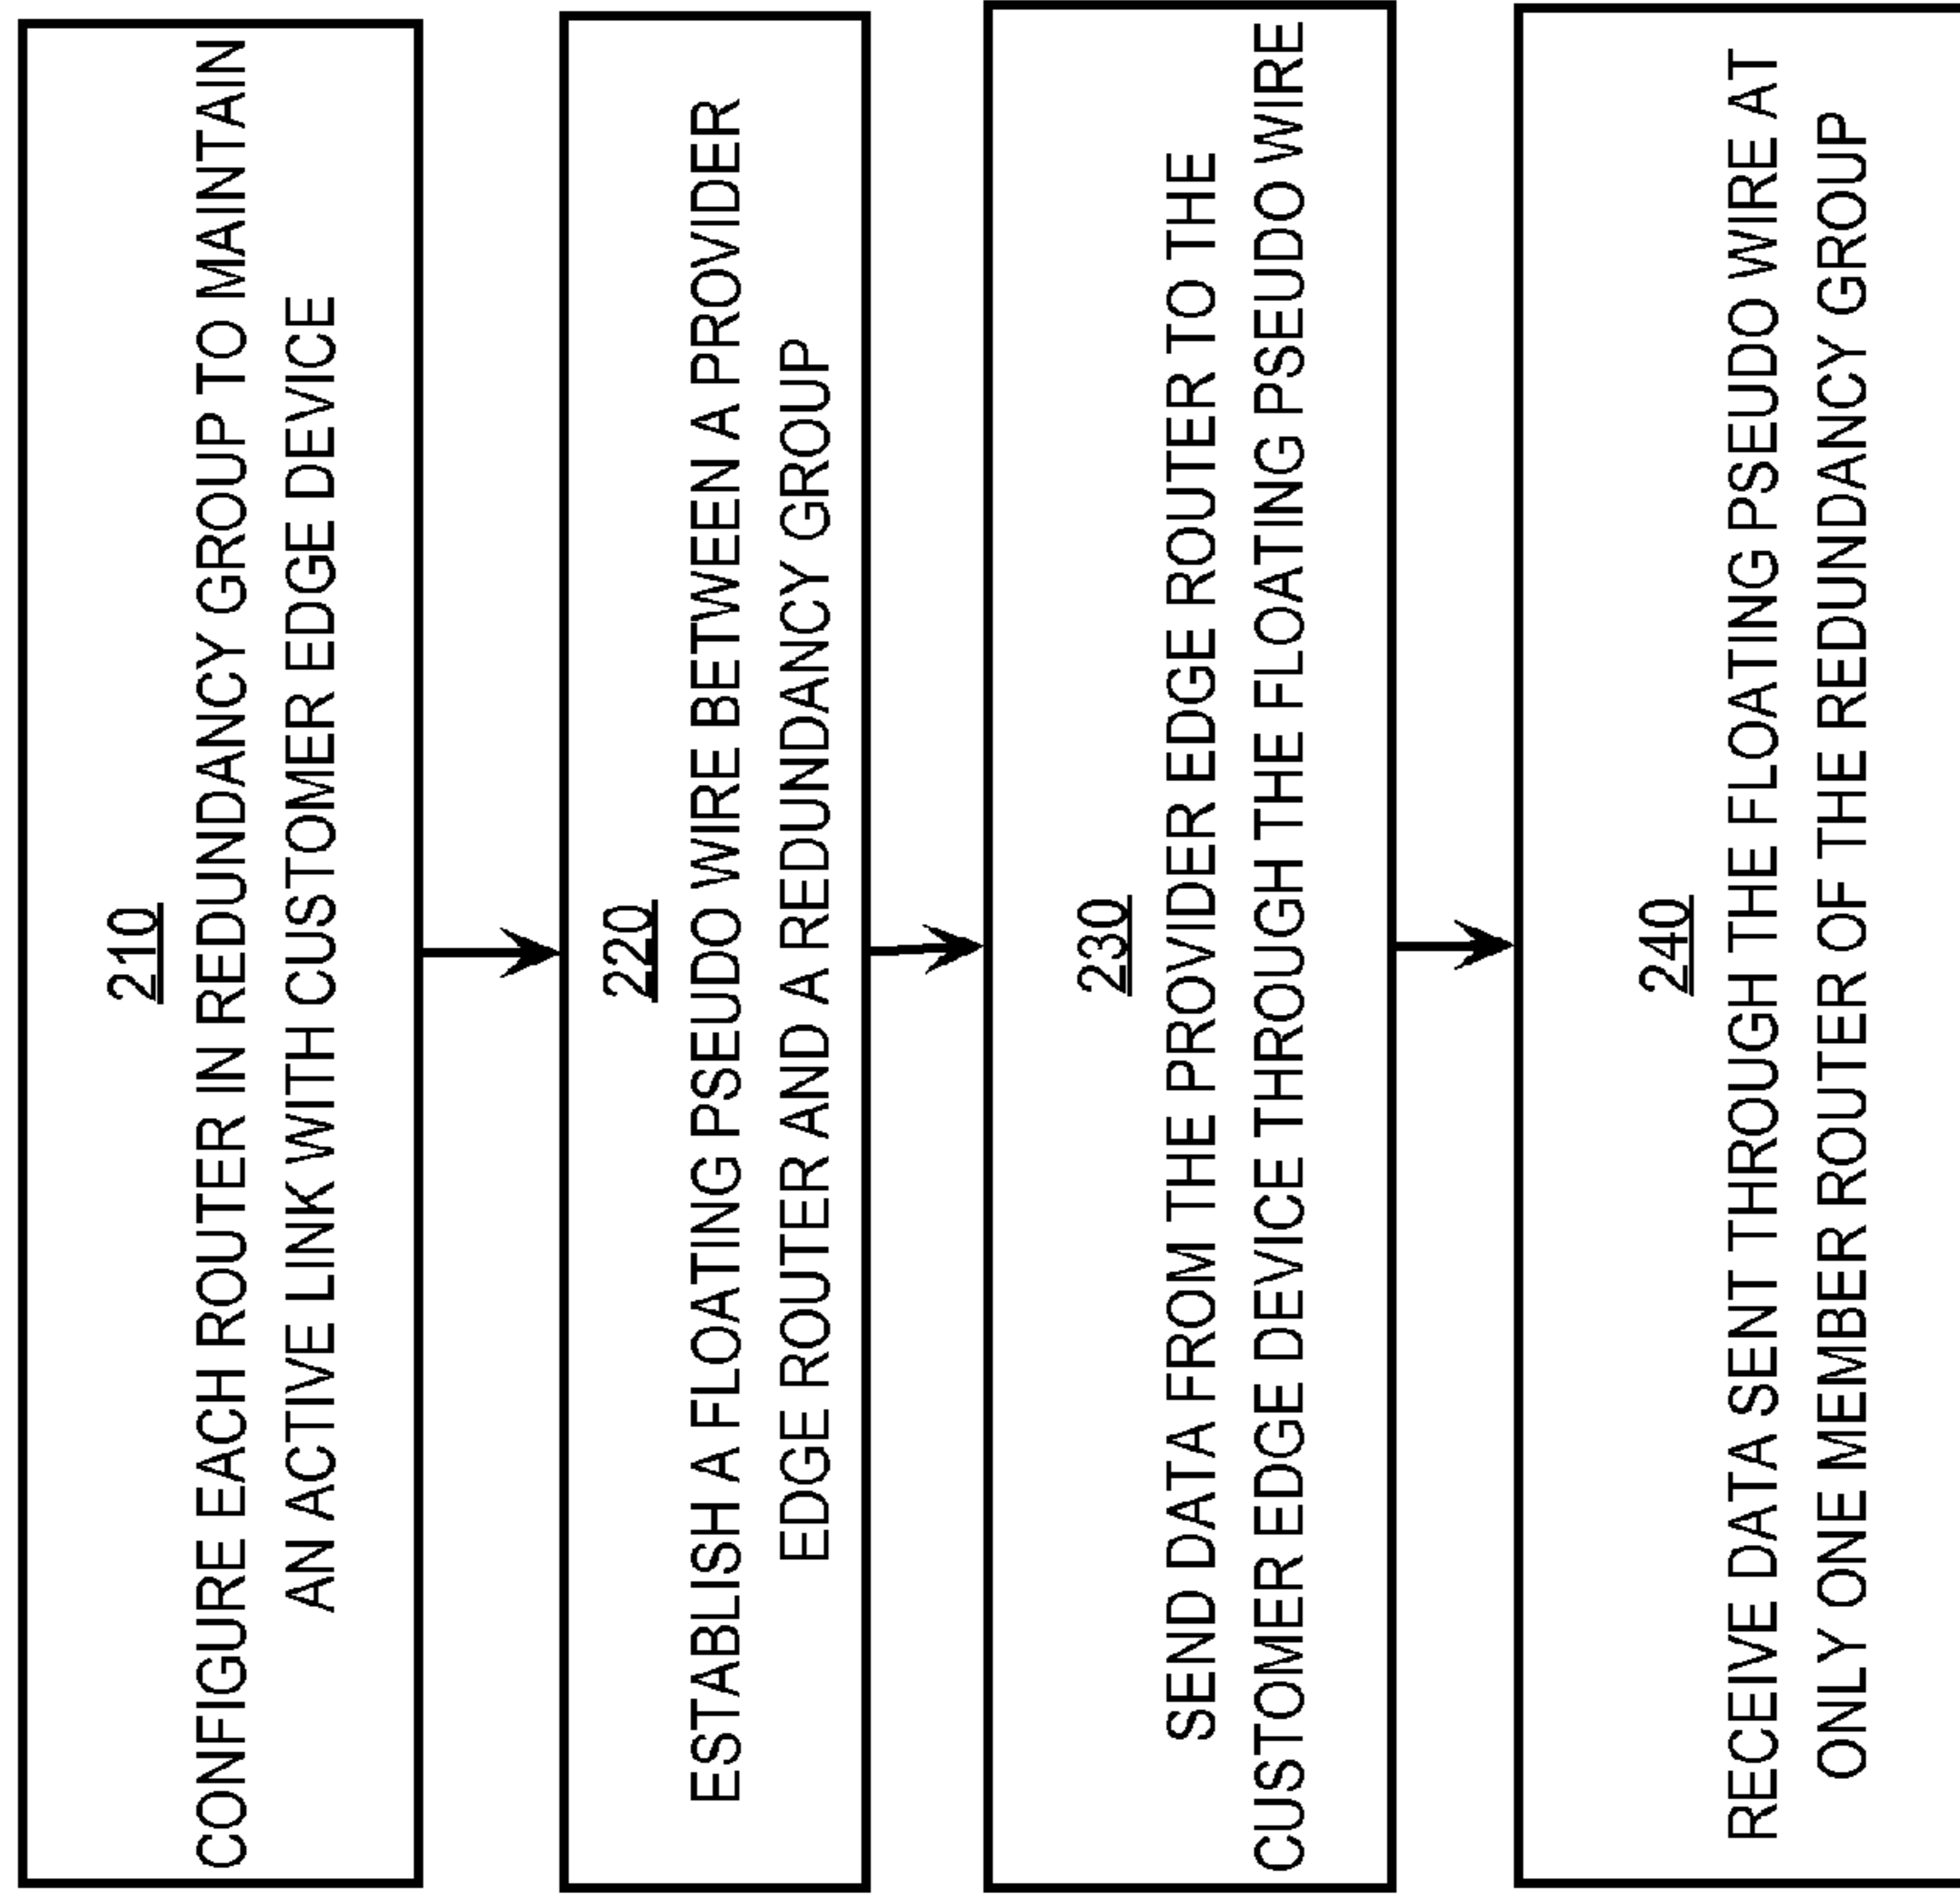 210
CONFIGURE EACH ROUTER IN REDUNDANCY GROUP TO MAINTAIN
AN ACTIVE LINK WITH CUSTOMER EDGE DEVICE
220
ESTABLISH A FLOATING PSEUDO WIRE BETWEEN A PROVIDER
EDGE ROUTER AND A REDUNDANCY GROUP
230
SEND DATA FROM THE PROVIDER EDGE ROUTER TO THE
CUSTOMER EDGE DEVICE THROUGH THE FLOATING PSEUDO WIRE
240
RECEIVE DATA SENT THROUGH THE FLOATING PSEUDO WIRE AT
ONLY ONE MEMBER ROUTER OF THE REDUNDANCY GROUP